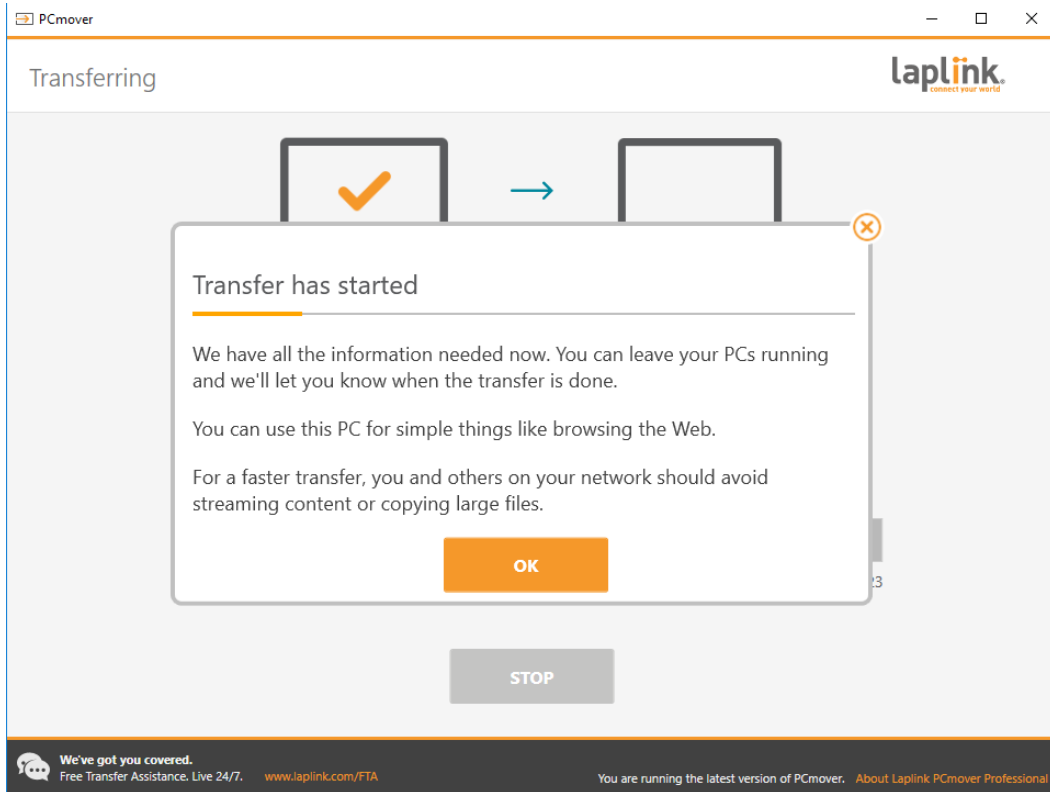 PCmover
Transferring
laplink®
connect your world
Transfer has started
We have all the information needed now. You can leave your PCs running
and we'll let you know when the transfer is done.
You can use this PC for simple things like browsing the Web.
For a faster transfer, you and others on your network should avoid
streaming content or copying large files.
OK
23
STOP
We've got you covered.
Free Transfer Assistance. Live 24/7. www.laplink.com/FTA
You are running the latest version of PCmover. About Laplink PCmover Professional